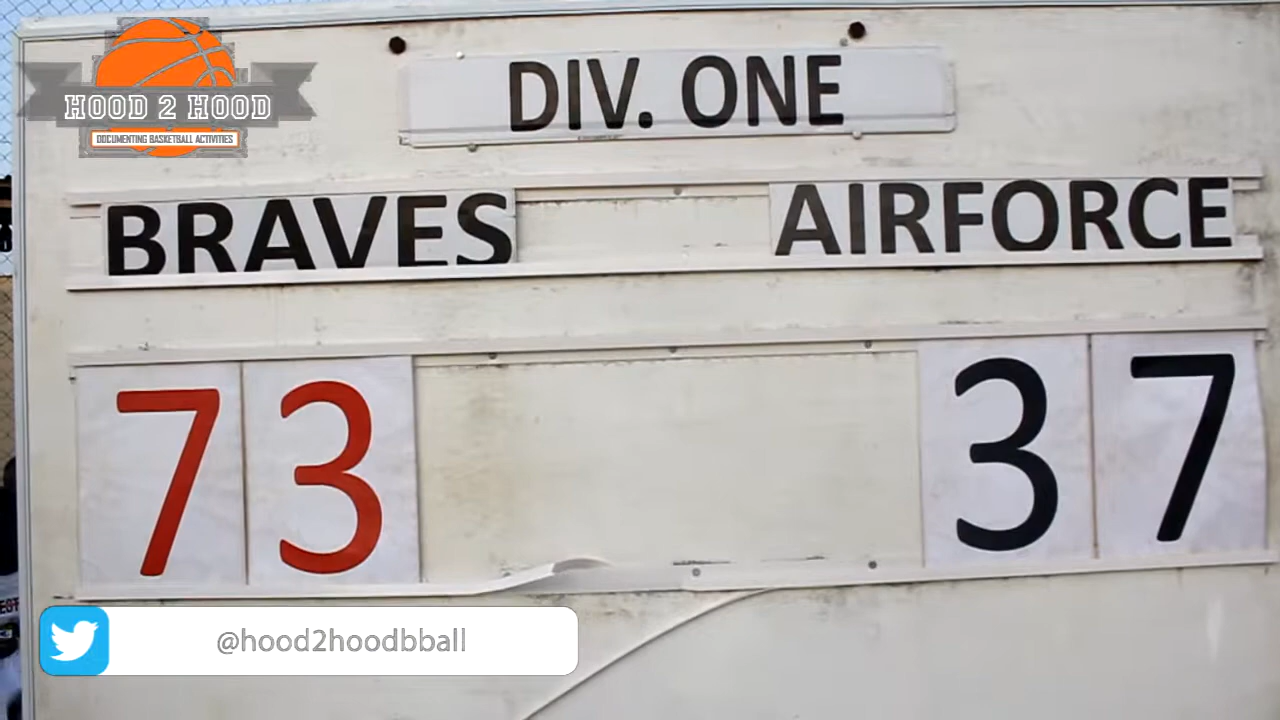 HOOD 2 HOOD
DOCUMENTING BASKETBALL ACTIVITIES
DIV. ONE
BRAVES AIRFORCE
73 37
@hood2hoodbball